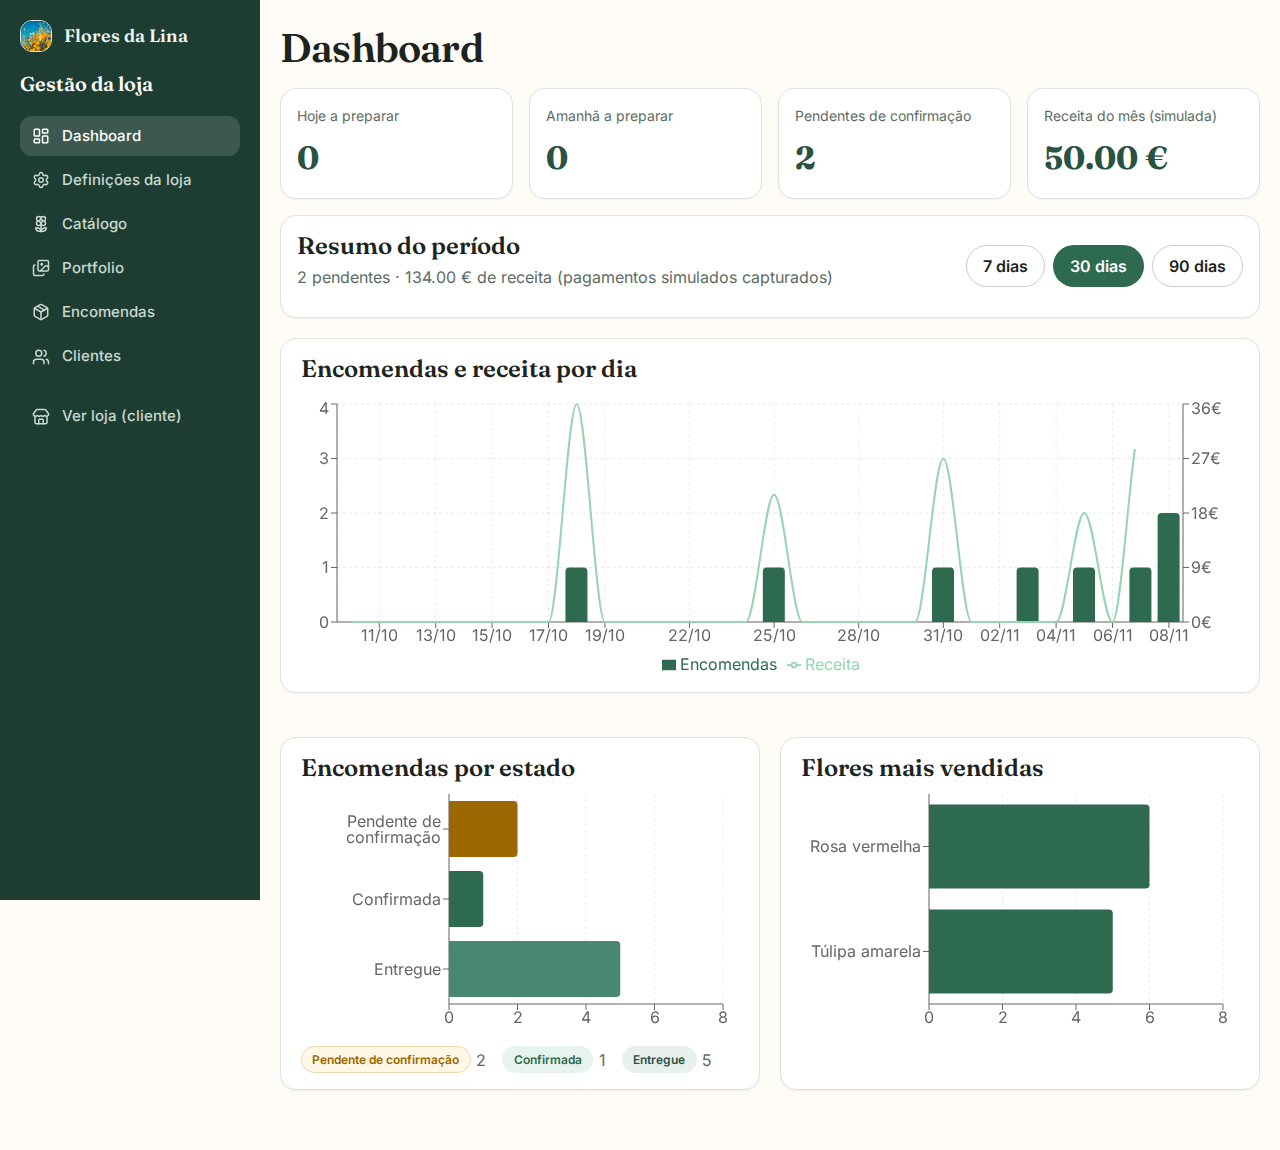 Flores da Lina
Gestão da loja
Dashboard
Definições da loja
Catálogo
Portfolio
Encomendas
Clientes
Ver loja (cliente)
Dashboard
Hoje a preparar
0
Amanhã a preparar
0
Pendentes de confirmação
2
Receita do mês (simulada)
50.00 €
Resumo do período
2 pendentes · 134.00 € de receita (pagamentos simulados capturados)
7 dias
30 dias
90 dias
Encomendas e receita por dia
4
3
2
1
0
36€
27€
18€
9€
0€
11/10 13/10 15/10 17/10 19/10 22/10 25/10 28/10 31/10 02/11 04/11 06/11 08/11
Encomendas Receita
Encomendas por estado
Pendente de
confirmação
Confirmada
Entregue
0 2 4 6 8
Pendente de confirmação 2 Confirmada 1 Entregue 5
Flores mais vendidas
Rosa vermelha
Túlipa amarela
0 2 4 6 8